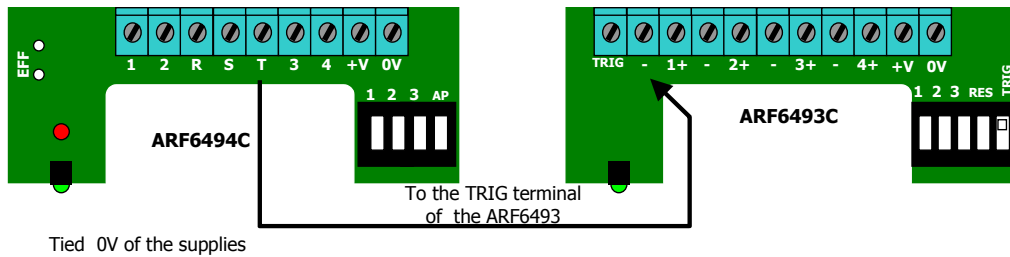 EFF
1 2 R S T 3 4 +V 0V
1 2 3 AP
ARF6494C
TRIG - 1+ - 2+ - 3+ - 4+ +V 0V
1 2 3 RES TRIG
ARF6493C
To the TRIG terminal
of the ARF6493
Tied 0V of the supplies